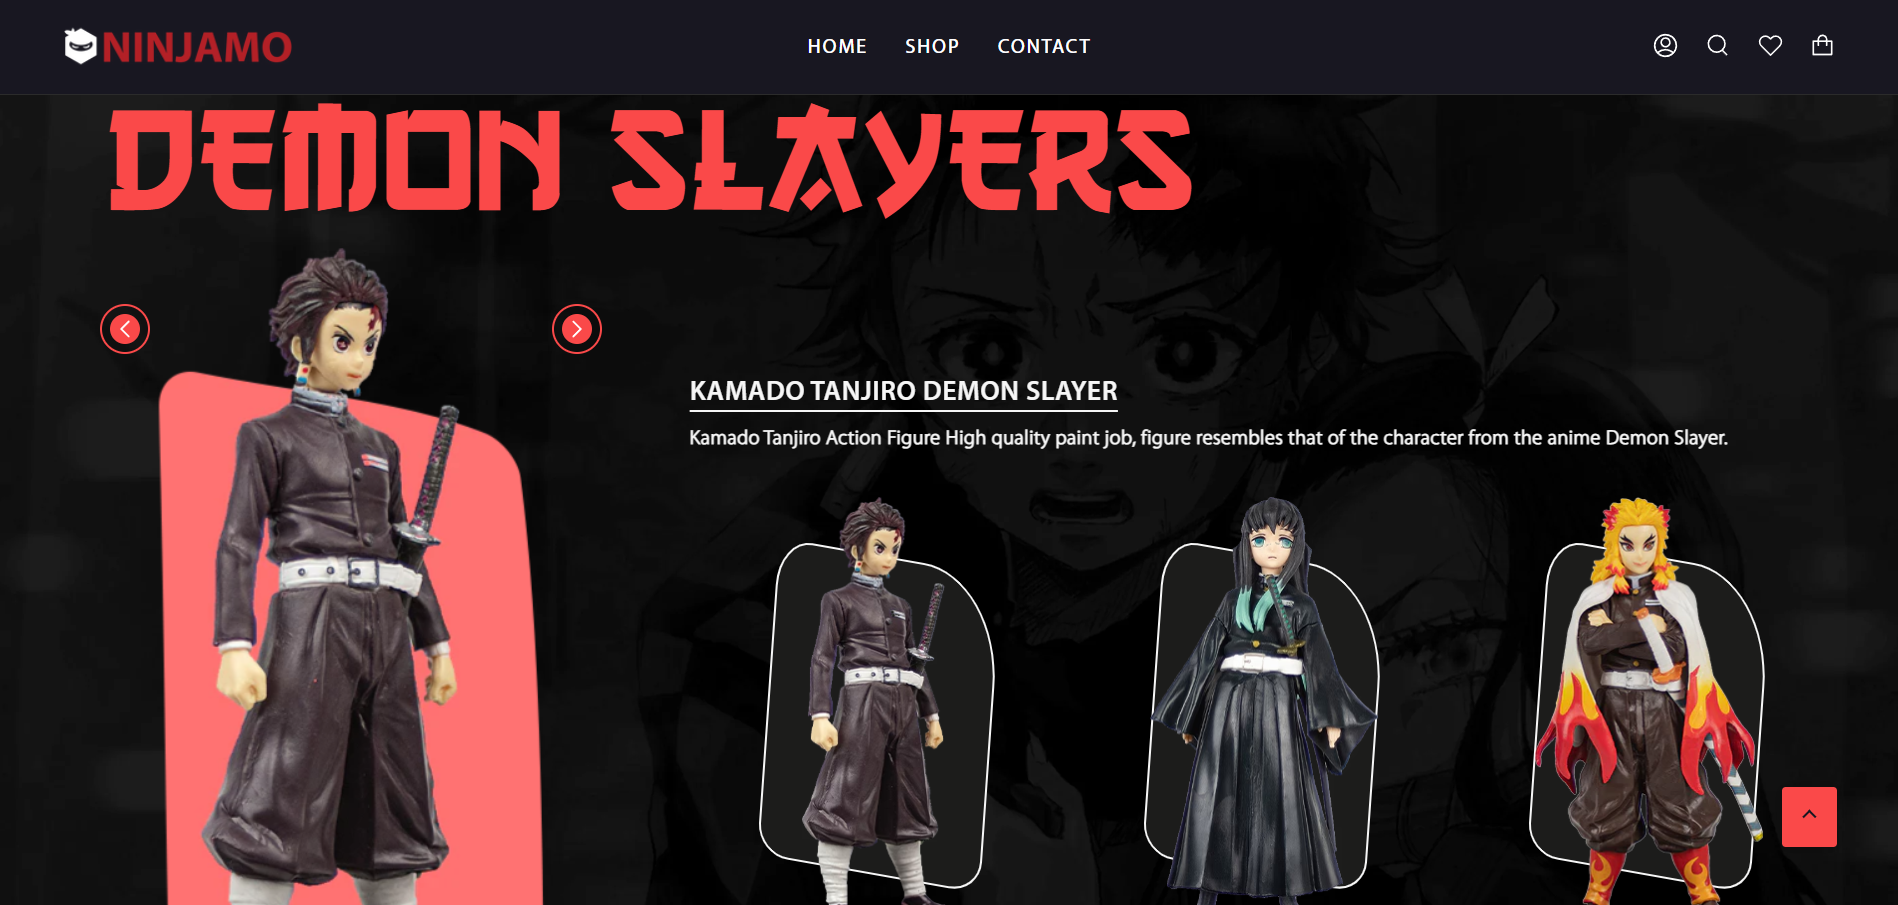 NINJAMO
HOME
SHOP
CONTACT
DEMON SLAYERS
KAMADO TANJIRO DEMON SLAYER
Kamado Tanjiro Action Figure High quality paint job, figure resembles that of the character from the anime Demon Slayer.